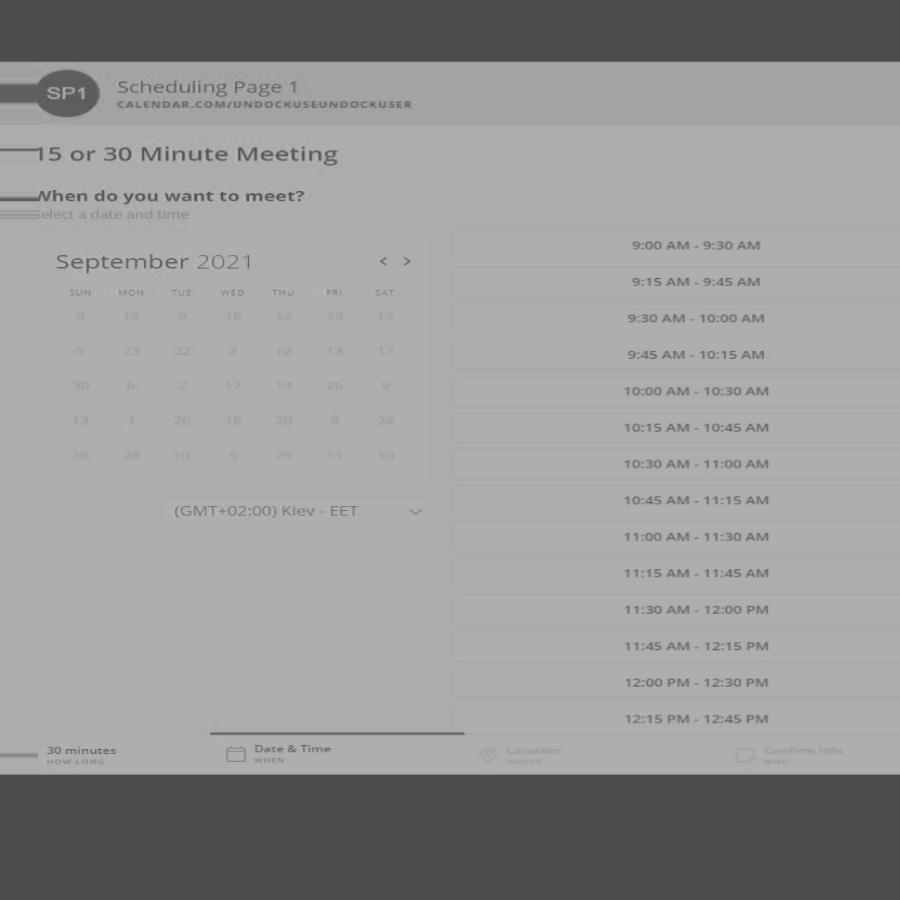 SP1
Scheduling Page 1
CALENDAR.COM/UNDOCKUSEUNDOCKUSER
15 or 30 Minute Meeting
When do you want to meet?
Select a date and time
September 2021 < >
SUN MON TUE WED THU FRI SAT
9 19 9 16 12 23 12
5 23 22 3 12 13 17
30 6 2 17 19 26 9
13 1 26 16 20 8 24
26 28 10 5 29 11 10
(GMT+02:00) Kiev - EET
9:00 AM - 9:30 AM
9:15 AM - 9:45 AM
9:30 AM - 10:00 AM
9:45 AM - 10:15 AM
10:00 AM - 10:30 AM
10:15 AM - 10:45 AM
10:30 AM - 11:00 AM
10:45 AM - 11:15 AM
11:00 AM - 11:30 AM
11:15 AM - 11:45 AM
11:30 AM - 12:00 PM
11:45 AM - 12:15 PM
12:00 PM - 12:30 PM
12:15 PM - 12:45 PM
30 minutes
HOW LONG
Date & Time
WHEN
Location
WHERE
Confirm Info
WHO